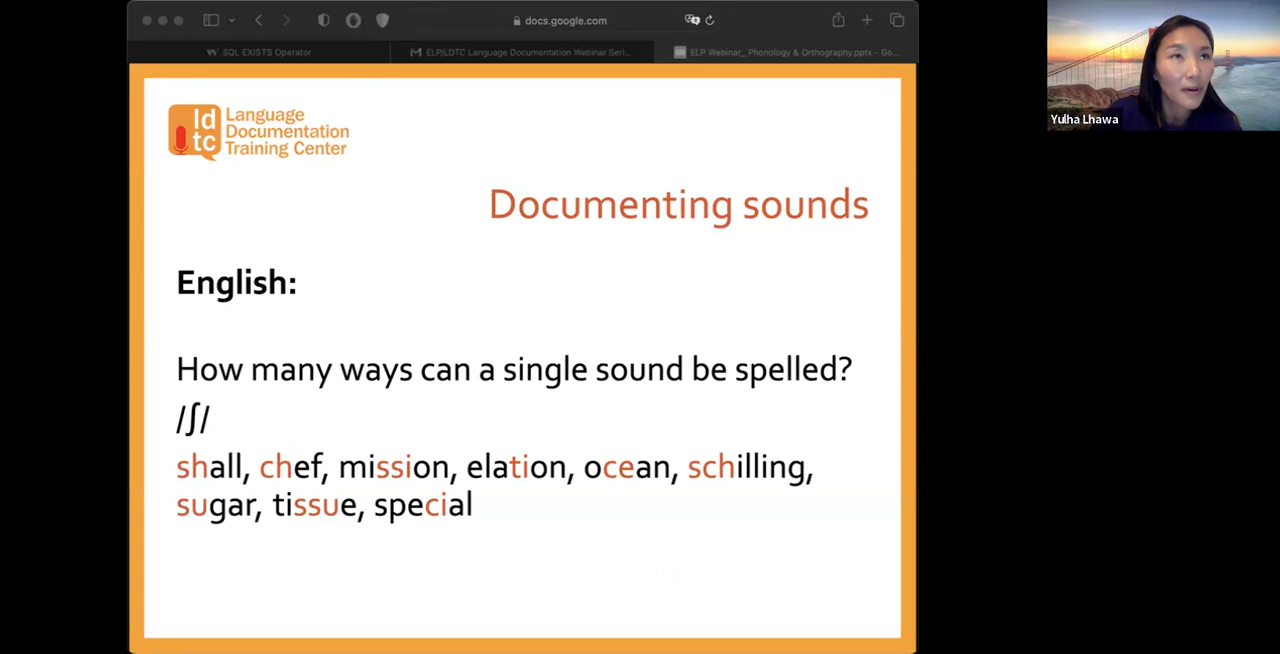 docs.google.com
SQL EXISTS Operator
ELP/LDTC Language Documentation Webinar Seri...
ELP Webinar_ Phonology & Orthography.pptx - Go...
Yulha Lhawa
ld
tc
Language
Documentation
Training Center
Documenting sounds
English:
How many ways can a single sound be spelled?
/ʃ/
shall, chef, mission, elation, ocean, schilling,
sugar, tissue, special